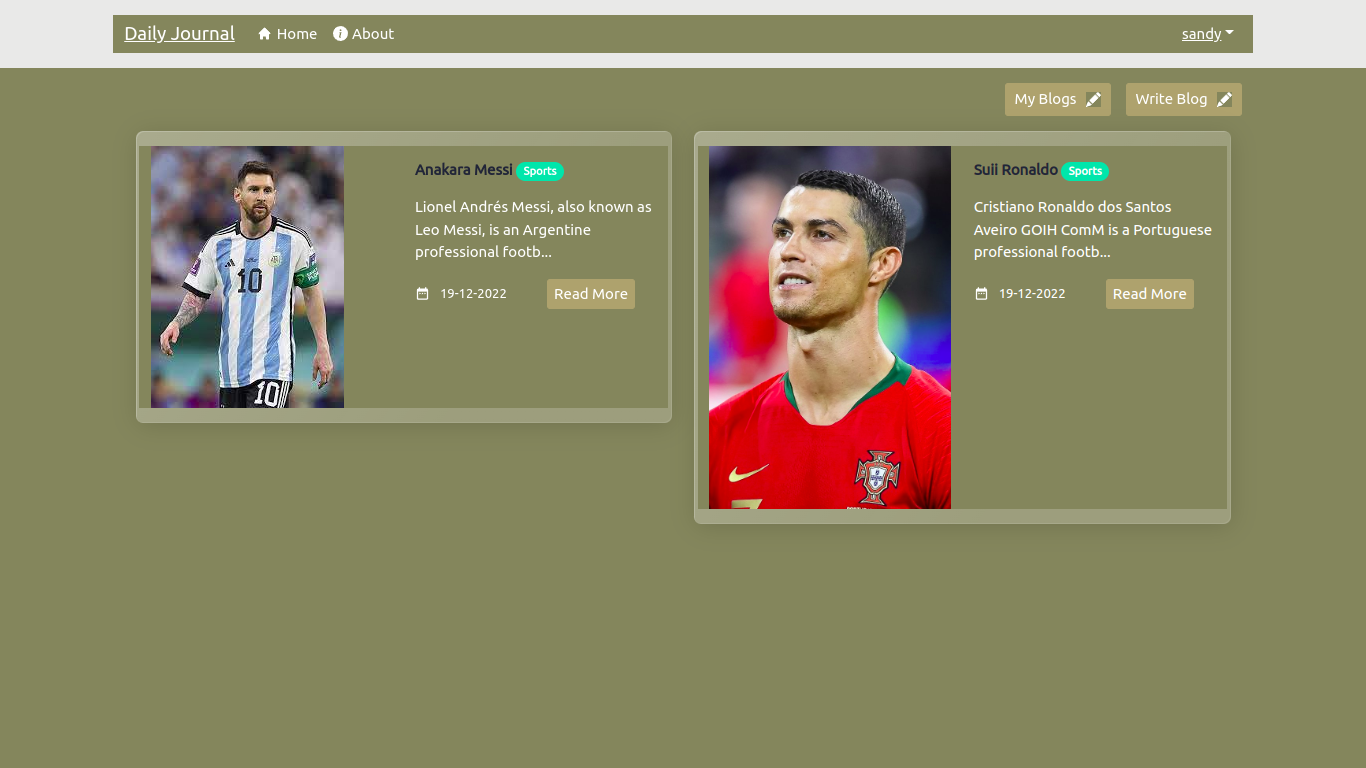 Daily Journal Home About sandy
My Blogs Write Blog
Anakara Messi Sports
Lionel Andrés Messi, also known as
Leo Messi, is an Argentine
professional footb...
19-12-2022 Read More
10
10
Suii Ronaldo Sports
Cristiano Ronaldo dos Santos
Aveiro GOIH ComM is a Portuguese
professional footb...
19-12-2022 Read More